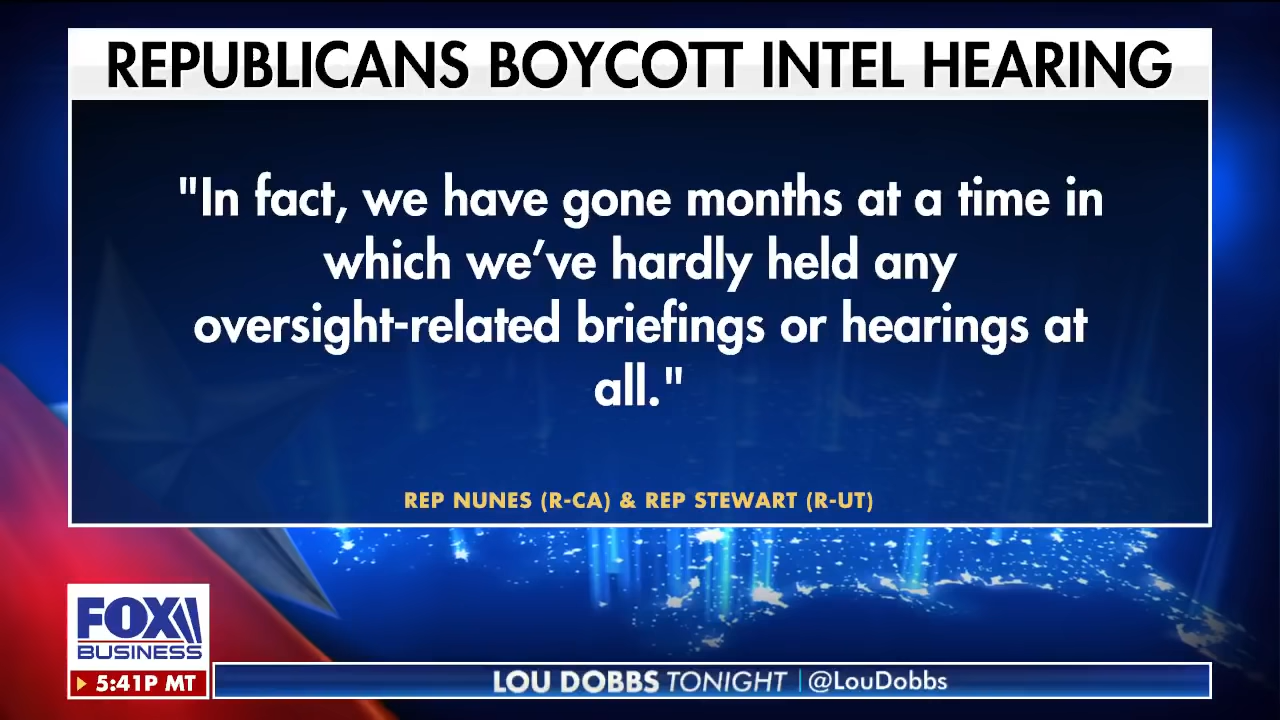 REPUBLICANS BOYCOTT INTEL HEARING
"In fact, we have gone months at a time in
which we’ve hardly held any
oversight-related briefings or hearings at
all."
REP NUNES (R-CA) & REP STEWART (R-UT)
FOX
BUSINESS
5:41P MT
LOU DOBBS TONIGHT | @LouDobbs